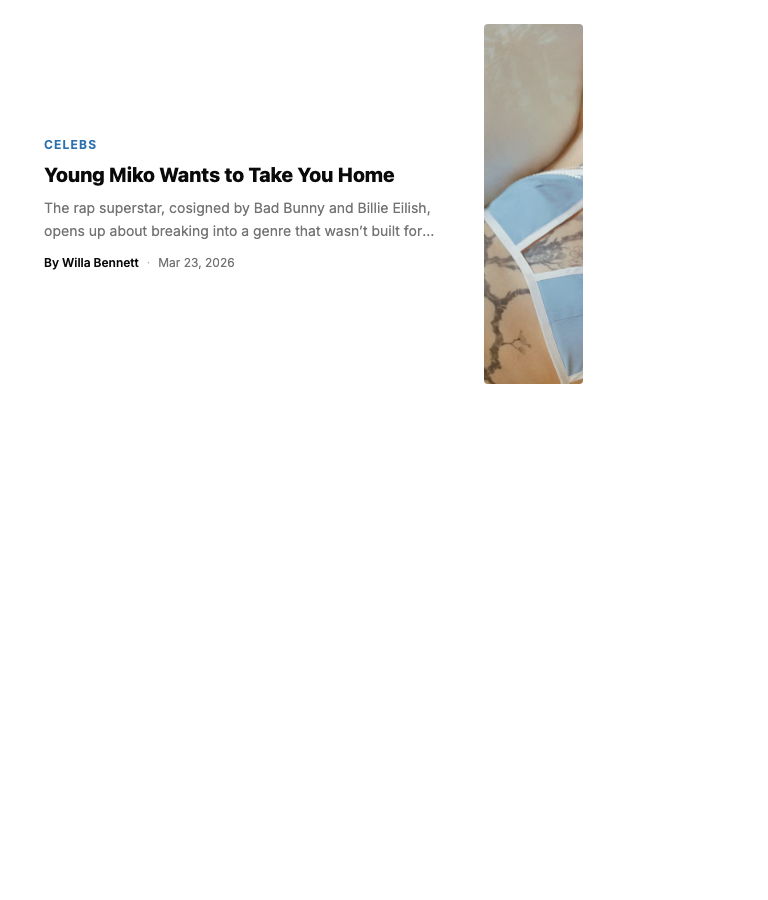 CELEBS
Young Miko Wants to Take You Home
The rap superstar, cosigned by Bad Bunny and Billie Eilish,
opens up about breaking into a genre that wasn’t built for…
By Willa Bennett · Mar 23, 2026